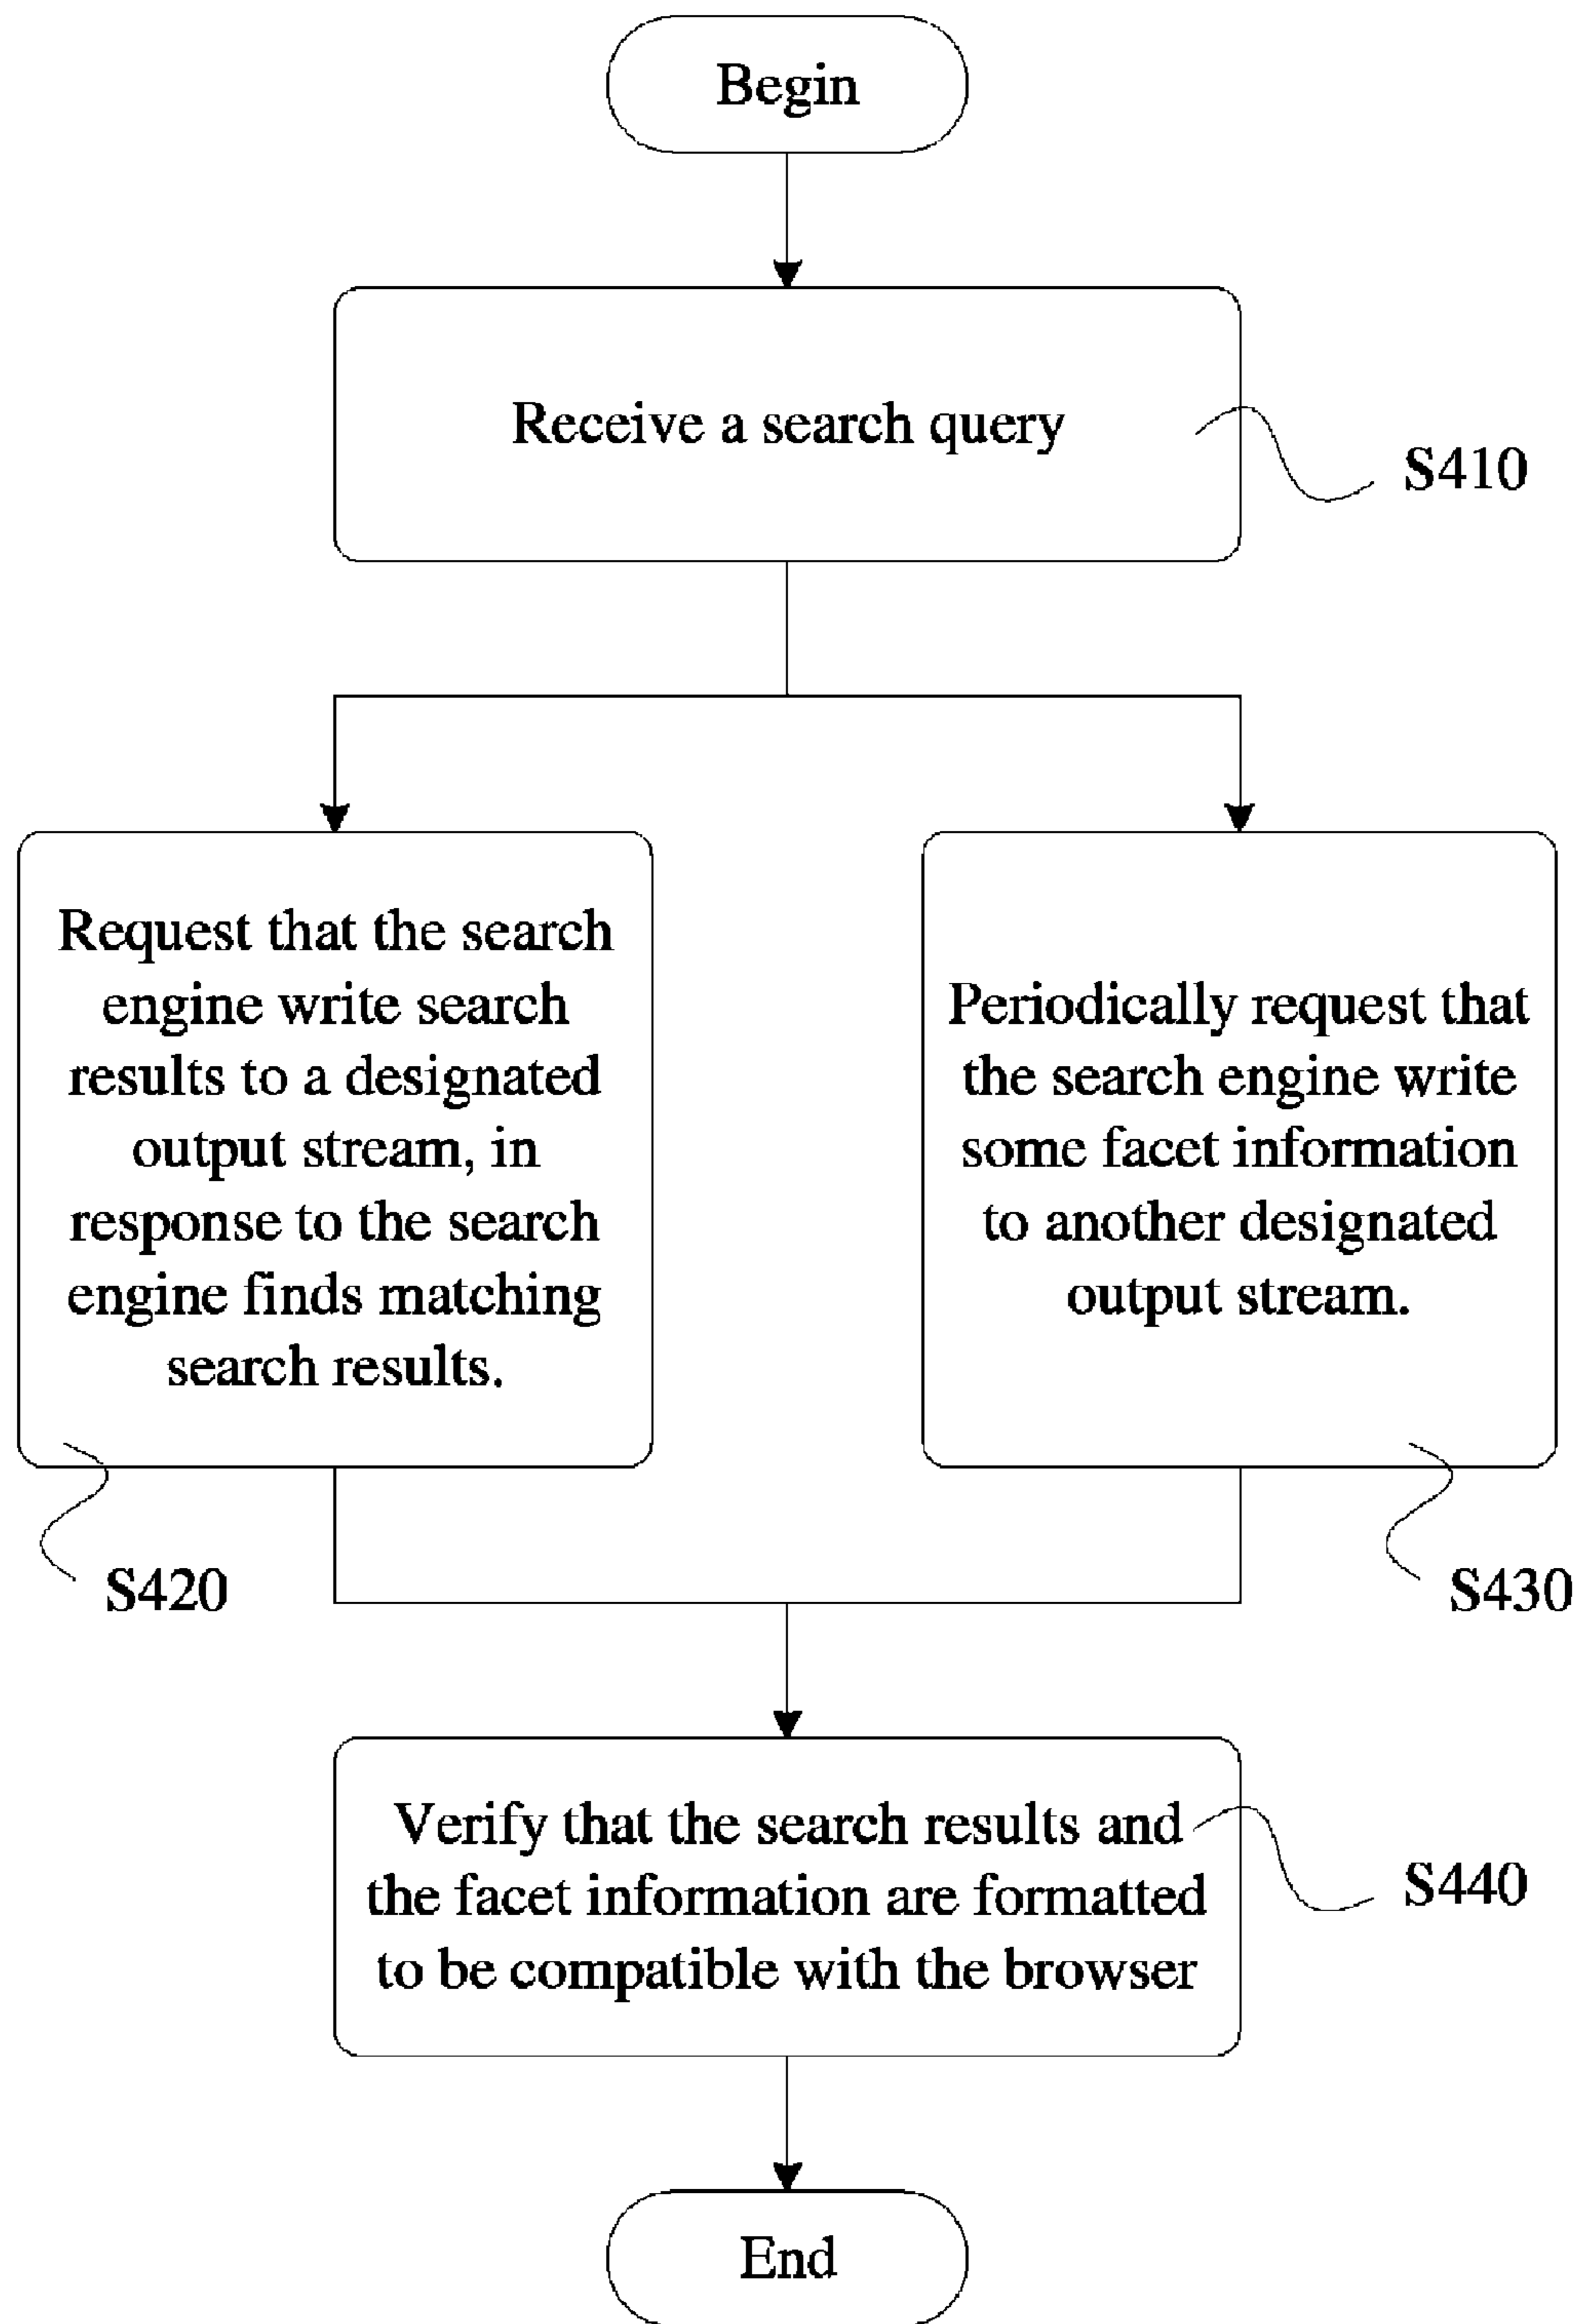 Begin
Receive a search query
S410
Request that the search
engine write search
results to a designated
output stream, in
response to the search
engine finds matching
search results.
S420
Periodically request that
the search engine write
some facet information
to another designated
output stream.
S430
Verify that the search results and
the facet information are formatted
to be compatible with the browser
S440
End